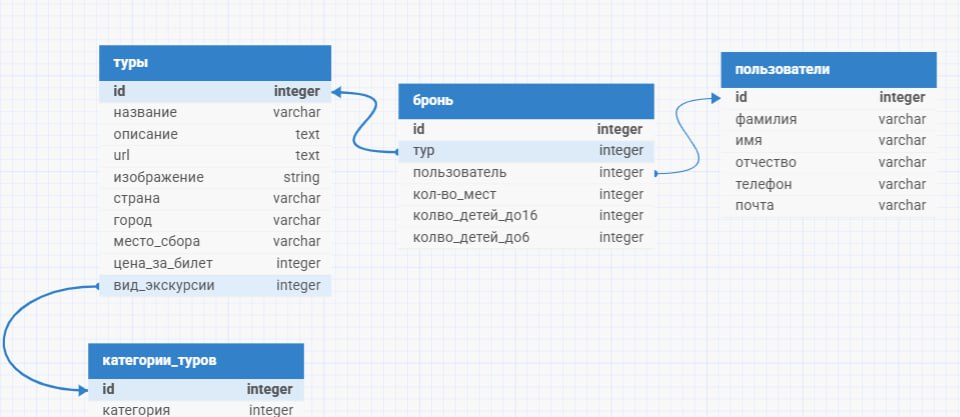 туры
id integer
название varchar
описание text
url text
изображение string
страна varchar
город varchar
место_сбора varchar
цена_за_билет integer
вид_экскурсии integer
бронь
id integer
тур integer
пользователь integer
кол-во_мест integer
колво_детей_до16 integer
колво_детей_до6 integer
пользователи
id integer
фамилия varchar
имя varchar
отчество varchar
телефон varchar
почта varchar
категории_туров
id integer
категория integer